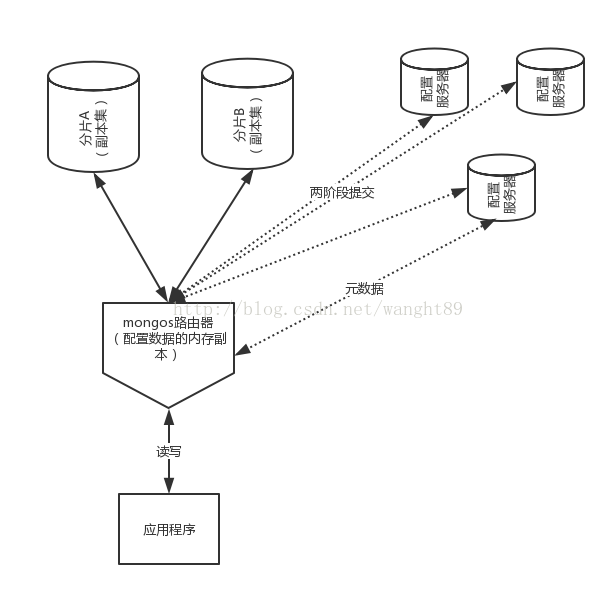 分片A
（副本集）
分片B
（副本集）
配置
服务器
配置
服务器
配置
服务器
两阶段提交
元数据
http://blog.csdn.net/wanght89
mongos路由器
（配置数据的内存副
本）
读写
应用程序